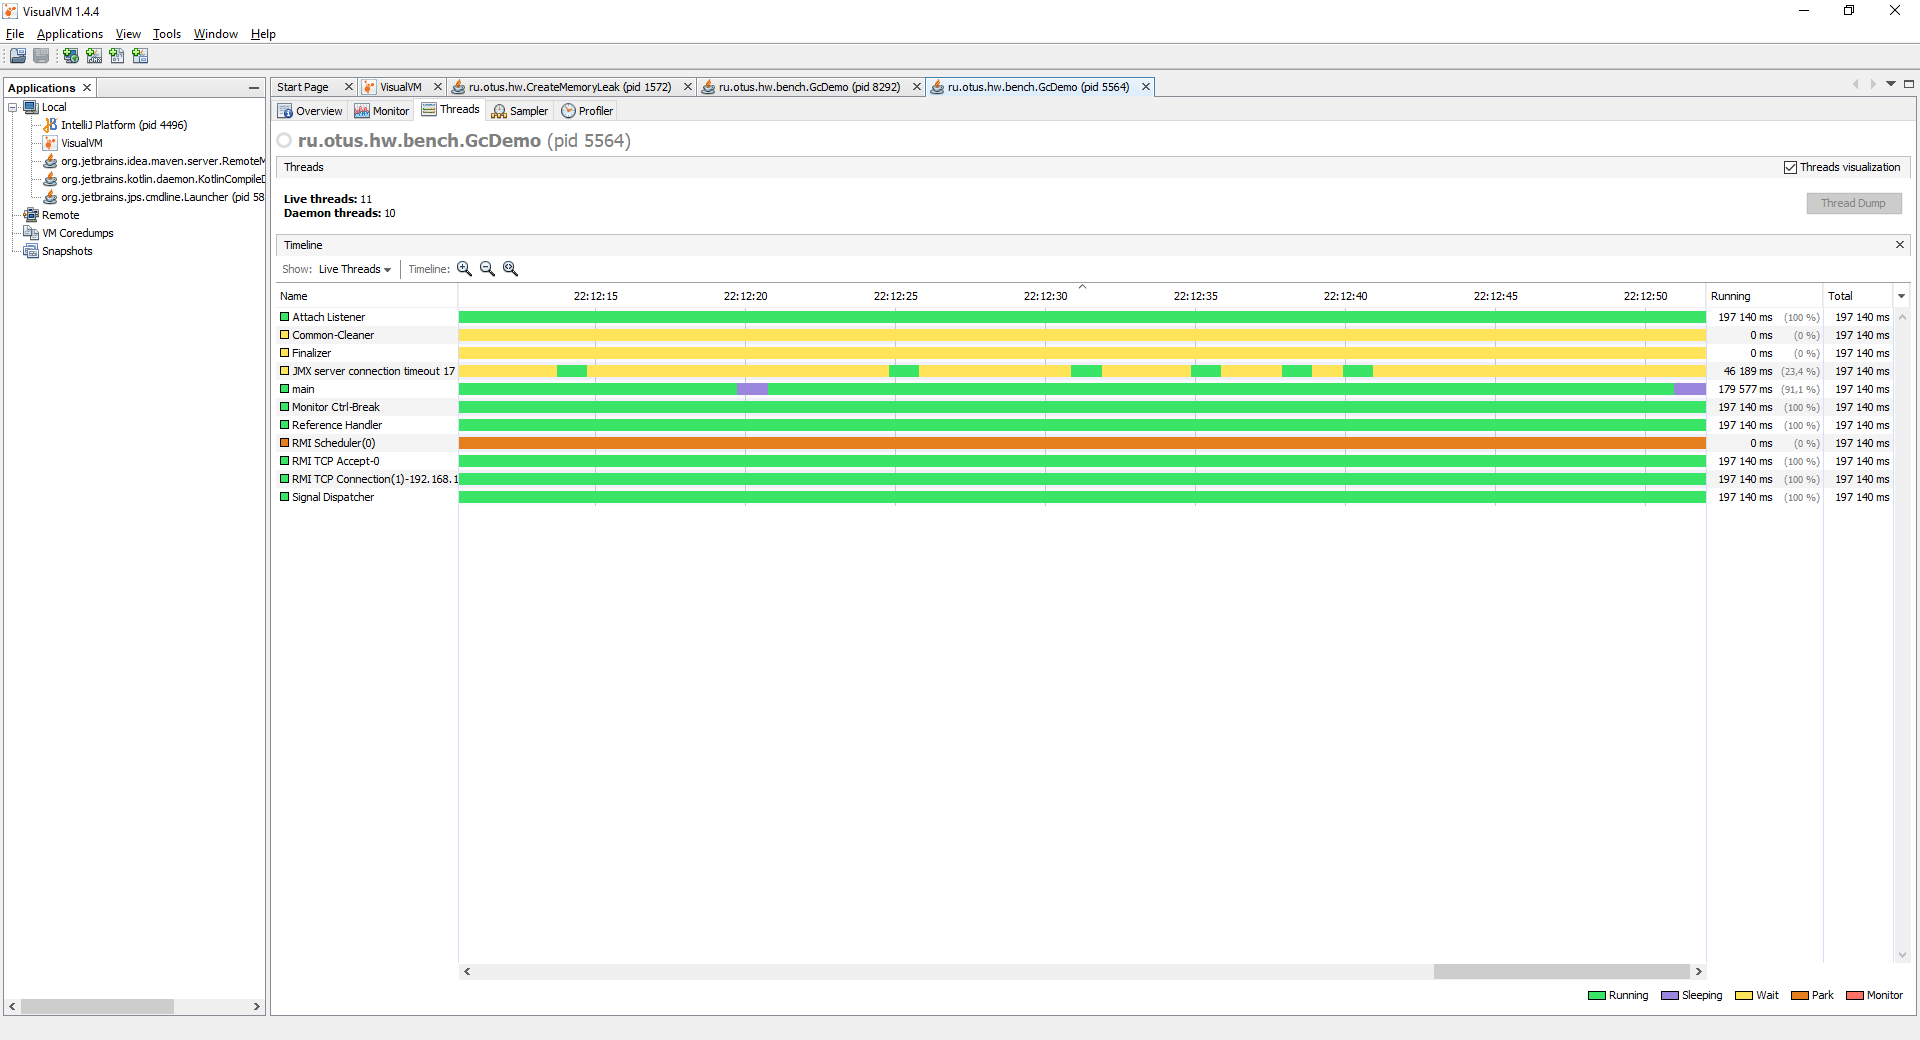 VisualVM 1.4.4
File Applications View Tools Window Help
Applications
Local
IntelliJ Platform (pid 4496)
VisualVM
org.jetbrains.idea.maven.server.RemoteM
org.jetbrains.kotlin.daemon.KotlinCompileD
org.jetbrains.jps.cmdline.Launcher (pid 58
Remote
VM Coredumps
Snapshots
Start Page VisualVM ru.otus.hw.CreateMemoryLeak (pid 1572) ru.otus.hw.bench.GcDemo (pid 8292) ru.otus.hw.bench.GcDemo (pid 5564)
Overview Monitor Threads Sampler Profiler
ru.otus.hw.bench.GcDemo (pid 5564)
Threads Threads visualization
Live threads: 11
Daemon threads: 10
Thread Dump
Timeline
Show: Live Threads Timeline:
Name 22:12:15 22:12:20 22:12:25 22:12:30 22:12:35 22:12:40 22:12:45 22:12:50 Running Total
Attach Listener 197 140 ms (100 %) 197 140 ms
Common-Cleaner 0 ms (0 %) 197 140 ms
Finalizer 0 ms (0 %) 197 140 ms
JMX server connection timeout 17 46 189 ms (23,4 %) 197 140 ms
main 179 577 ms (91,1 %) 197 140 ms
Monitor Ctrl-Break 197 140 ms (100 %) 197 140 ms
Reference Handler 197 140 ms (100 %) 197 140 ms
RMI Scheduler(0) 0 ms (0 %) 197 140 ms
RMI TCP Accept-0 197 140 ms (100 %) 197 140 ms
RMI TCP Connection(1)-192.168.1 197 140 ms (100 %) 197 140 ms
Signal Dispatcher 197 140 ms (100 %) 197 140 ms
Running Sleeping Wait Park Monitor